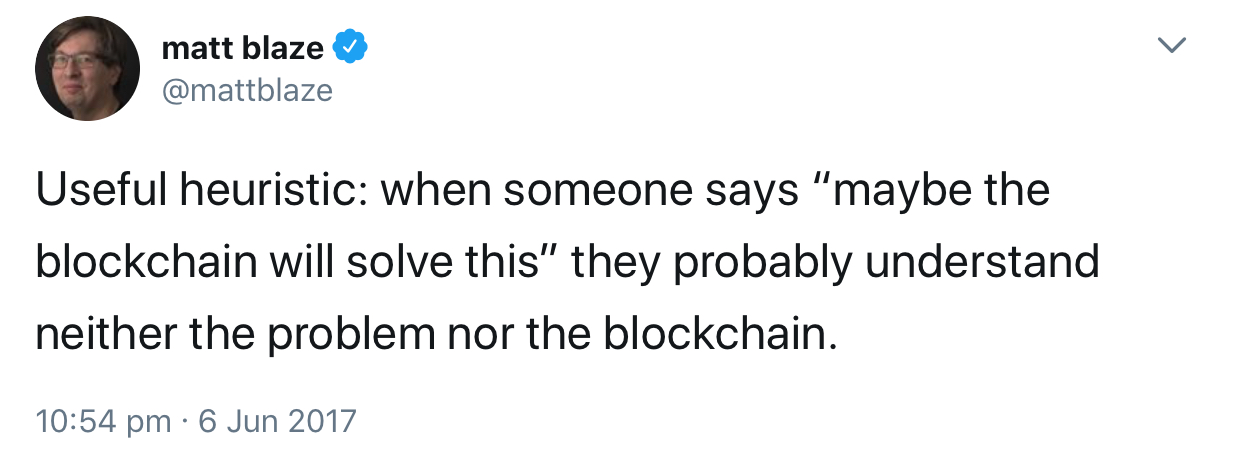 matt blaze
@mattblaze
Useful heuristic: when someone says “maybe the
blockchain will solve this” they probably understand
neither the problem nor the blockchain.
10:54 pm · 6 Jun 2017